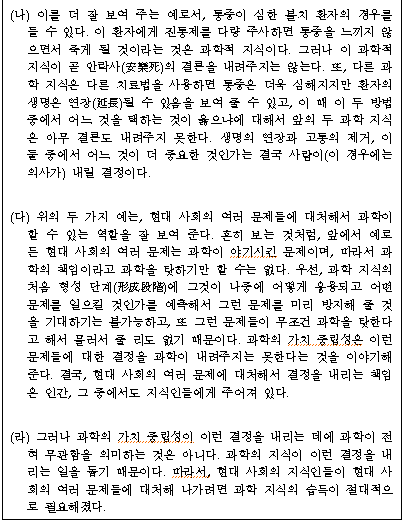 (나) 이를 더 잘 보여 주는 예로서, 통증이 심한 불치 환자의 경우를
들 수 있다. 이 환자에게 진통제를 다량 주사하면 통증을 느끼지 않
으면서 죽게 될 것이라는 것은 과학적 지식이다. 그러나 이 과학적
지식이 곧 안락사(安樂死)의 결론을 내려주지는 않는다. 또, 다른 과
학 지식은 다른 치료법을 사용하면 통증은 더욱 심해지지만 환자의
생명은 연장(延長)될 수 있음을 보여 줄 수 있고, 이 때 이 두 방법
중에서 어느 것을 택하는 것이 옳으냐에 대해서 앞의 두 과학 지식
은 아무 결론도 내려주지 못한다. 생명의 연장과 고통의 제거, 이
둘 중에서 어느 것이 더 중요한 것인가는 결국 사람이(이 경우에는
의사가) 내릴 결정이다.
(다) 위의 두 가지 예는, 현대 사회의 여러 문제들에 대처해서 과학이
할 수 있는 역할을 잘 보여 준다. 흔히 보는 것처럼, 앞에서 예로
든 현대 사회의 여러 문제는 과학이 야기시킨 문제이며, 따라서 과
학의 책임이라고 과학을 탓하기만 할 수는 없다. 우선, 과학 지식의
처음 형성 단계(形成段階)에 그것이 나중에 어떻게 응용되고 어떤
문제를 일으킬 것인가를 예측해서 그런 문제를 미리 방지해 줄 것
을 기대하기는 불가능하고, 또 그런 문제들이 무조건 과학을 탓한다
고 해서 물러서 줄 리도 없기 때문이다. 과학의 가치 중립성은 이런
문제들에 대한 결정을 과학이 내려주지는 못한다는 것을 이야기해
준다. 결국, 현대 사회의 여러 문제에 대처해서 결정을 내리는 책임
은 인간, 그 중에서도 지식인들에게 주어져 있다.
(라) 그러나 과학의 가치 중립성이 이런 결정을 내리는 데에 과학이 전
혀 무관함을 의미하는 것은 아니다. 과학의 지식이 이런 결정을 내
리는 일을 돕기 때문이다. 따라서, 현대 사회의 지식인들이 현대 사
회의 여러 문제들에 대처해 나가려면 과학 지식의 습득이 절대적으
로 필요해졌다.